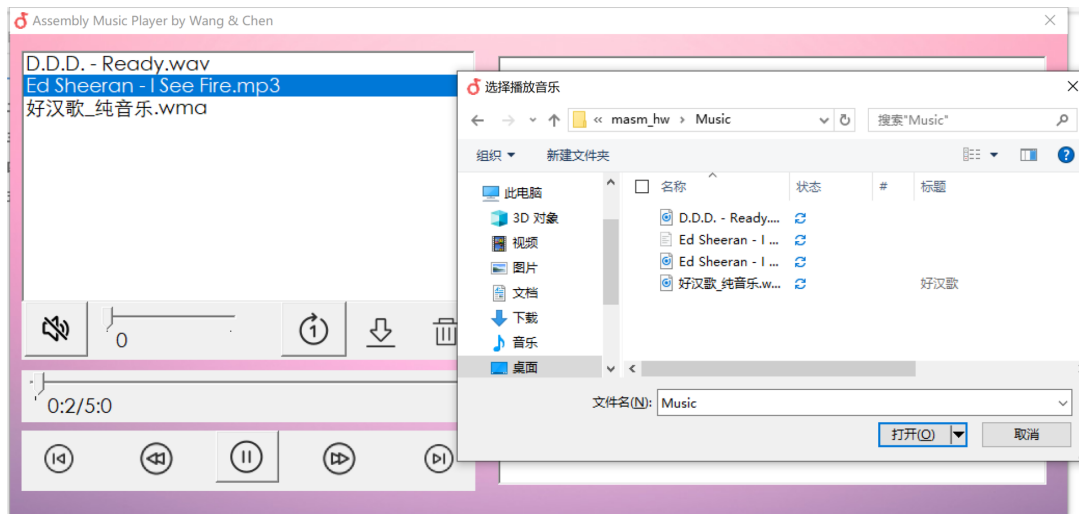 Assembly Music Player by Wang & Chen
D.D.D. - Ready.wav
Ed Sheeran - I See Fire.mp3
好汉歌_纯音乐.wma
0
1
0:2/5:0
选择播放音乐
« masm_hw › Music
搜索"Music"
组织 新建文件夹
此电脑
3D 对象
视频
图片
文档
下载
音乐
桌面
名称 状态 # 标题
D.D.D. - Ready....
Ed Sheeran - I ...
Ed Sheeran - I ...
好汉歌_纯音乐.w... 好汉歌
文件名(N): Music
打开(O) 取消